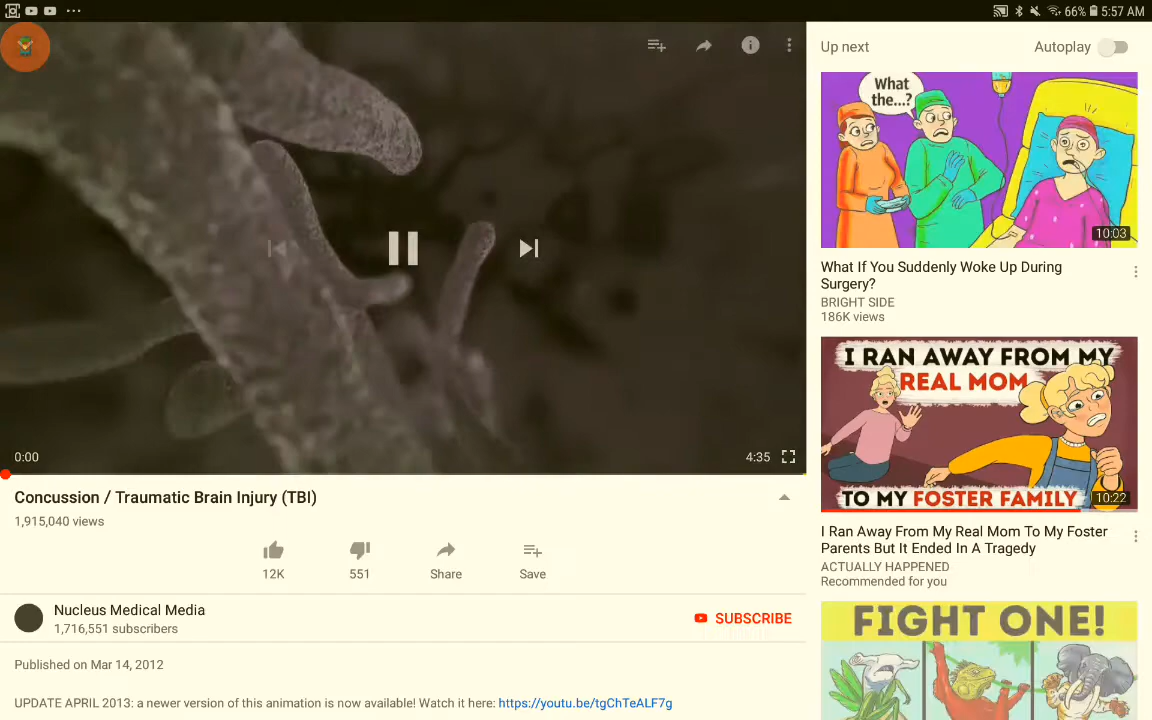 66% 5:57 AM
Up next
Autoplay
What
the...?
10:03
What If You Suddenly Woke Up During
Surgery?
BRIGHT SIDE
186K views
I RAN AWAY FROM MY
REAL MOM
TO MY FOSTER FAMILY
10:22
I Ran Away From My Real Mom To My Foster
Parents But It Ended In A Tragedy
ACTUALLY HAPPENED
Recommended for you
FIGHT ONE!
0:00
4:35
Concussion / Traumatic Brain Injury (TBI)
1,915,040 views
12K
551
Share
Save
Nucleus Medical Media
1,716,551 subscribers
SUBSCRIBE
Published on Mar 14, 2012
UPDATE APRIL 2013: a newer version of this animation is now available! Watch it here: https://youtu.be/tgChTeALF7g